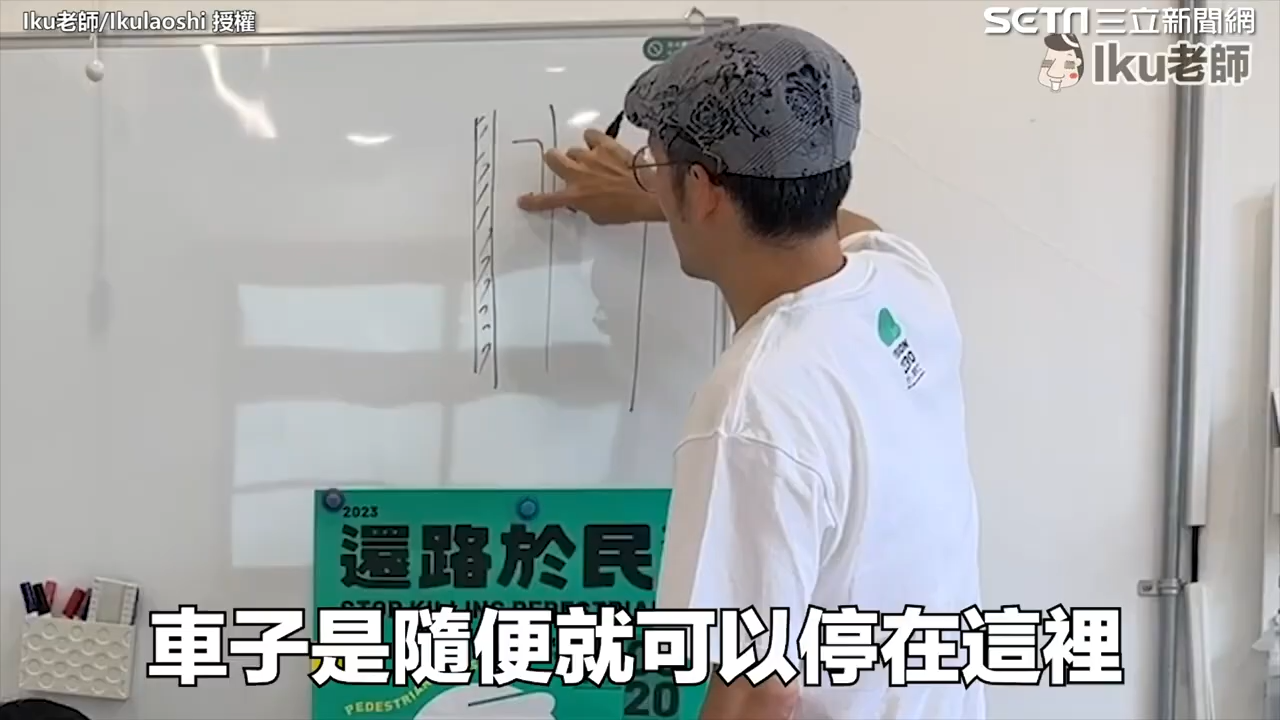 Iku老師/Ikulaoshi 授權
SETN三立新聞網
Iku老師
2023
還路於民
STOP KILLING PEDESTRIAN
車子是隨便就可以停在這裡
PEDESTRIAN
20